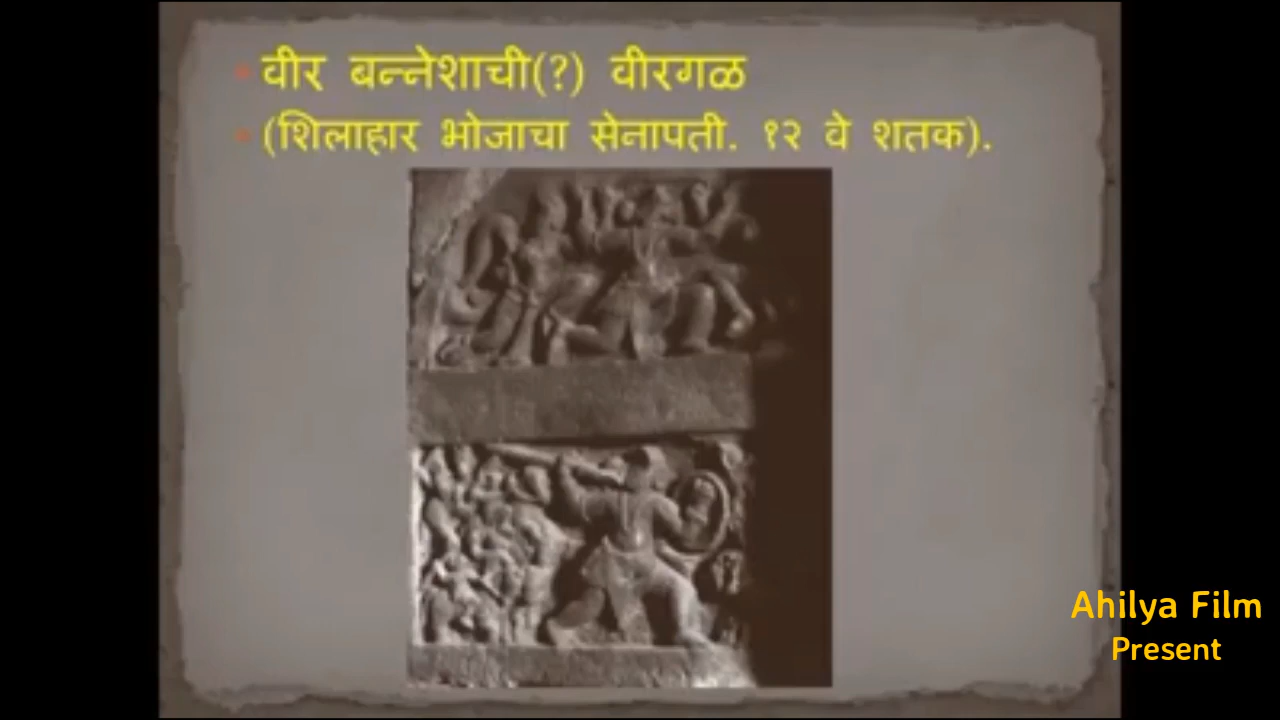 वीर बन्नेशाची(?) वीरगळ
(शिलाहार भोजाचा सेनापती. १२ वे शतक).
Ahilya Film
Present